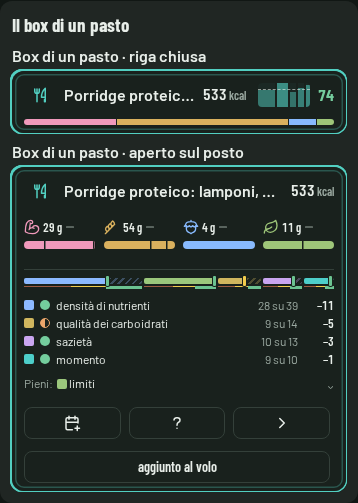 Il box di un pasto
Box di un pasto · riga chiusa
Porridge proteic... 533 kcal 74
Box di un pasto · aperto sul posto
Porridge proteico: lamponi, ... 533 kcal
29 g – 54 g – 4 g – 11 g –
densità di nutrienti 28 su 39 −11
qualità dei carboidrati 9 su 14 −5
sazietà 10 su 13 −3
momento 9 su 10 −1
Pieni: limiti
?
aggiunto al volo